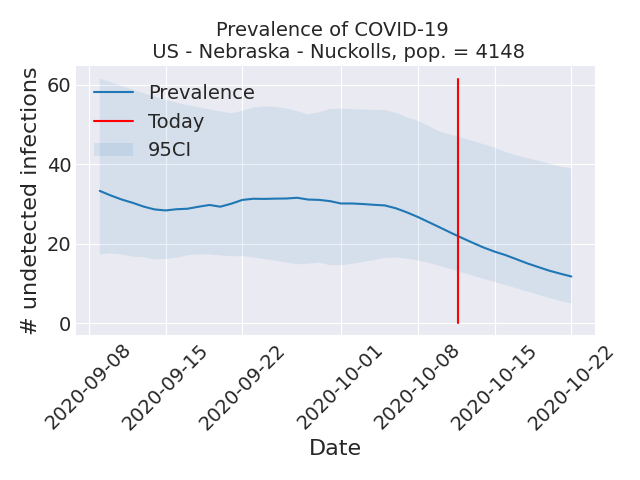 Prevalence of COVID-19
US - Nebraska - Nuckolls, pop. = 4148
# undetected infections
60
40
20
0
Prevalence
Today
95CI
2020-09-08
2020-09-15
2020-09-22
2020-10-01
2020-10-08
2020-10-15
2020-10-22
Date